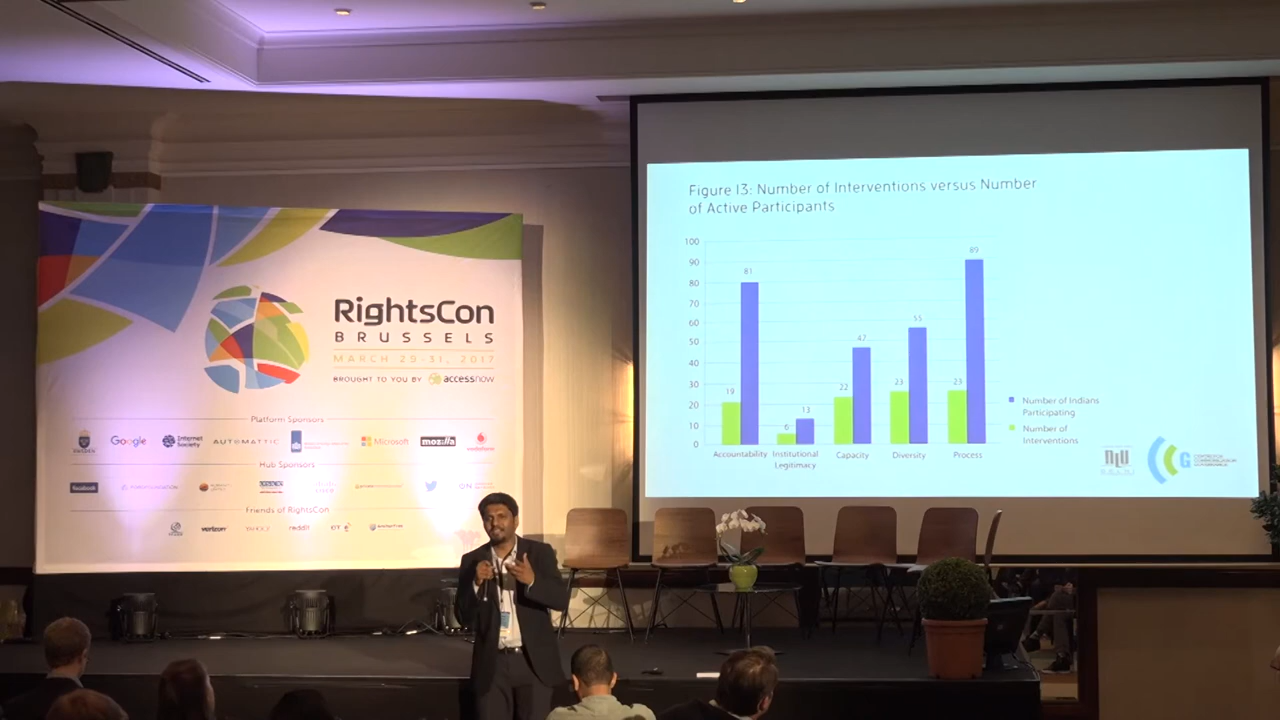 RightsCon
BRUSSELS
MARCH 29-31, 2017
BROUGHT TO YOU BY accessnow
Platform Sponsors
Google
Internet Society
AUTOMATTIC
Microsoft
mozilla
vodafone
Hub Sponsors
facebook
Friends of RightsCon
verizon
YAHOO!
reddit
Figure 13: Number of Interventions versus Number
of Active Participants
100
90
80
70
60
50
40
30
20
10
0
19
81
6
13
22
47
23
55
23
89
Accountability
Institutional
Legitimacy
Capacity
Diversity
Process
Number of Indians
Participating
Number of
Interventions